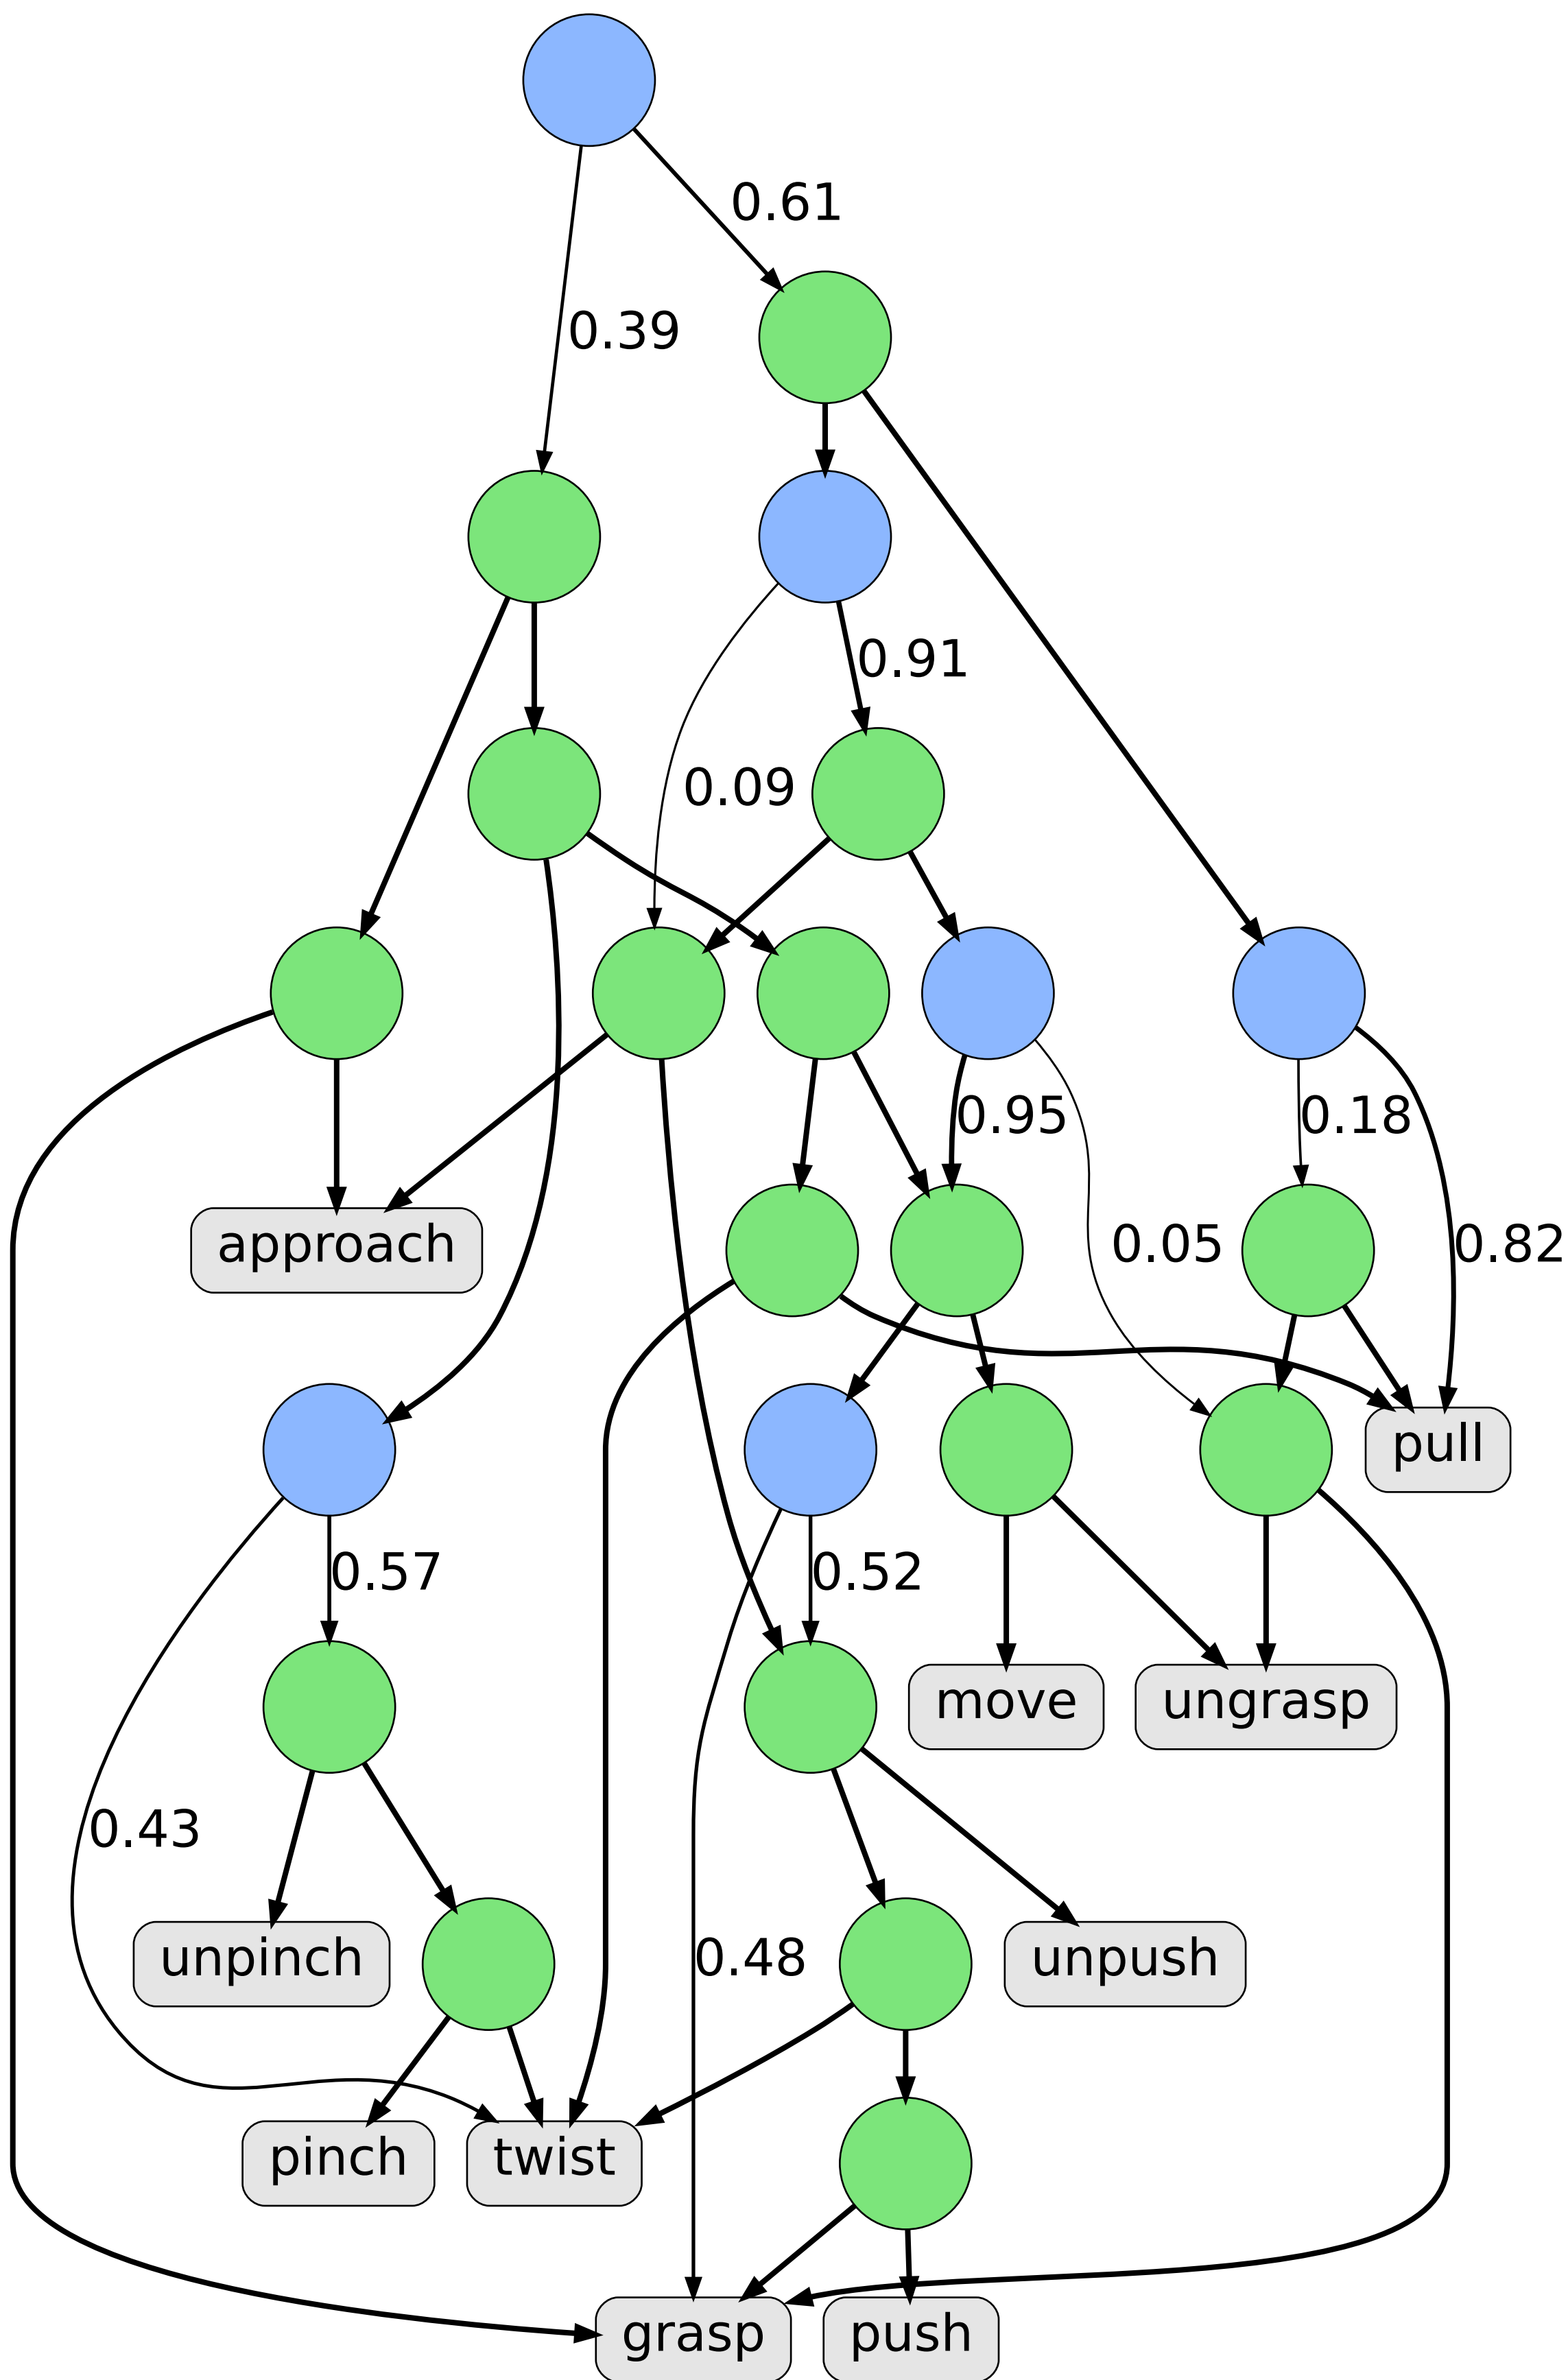 0.61
0.39
0.91
0.09
0.95
0.18
approach
0.05
0.82
pull
0.57
0.52
move
ungrasp
0.43
unpinch
0.48
unpush
pinch
twist
grasp
push